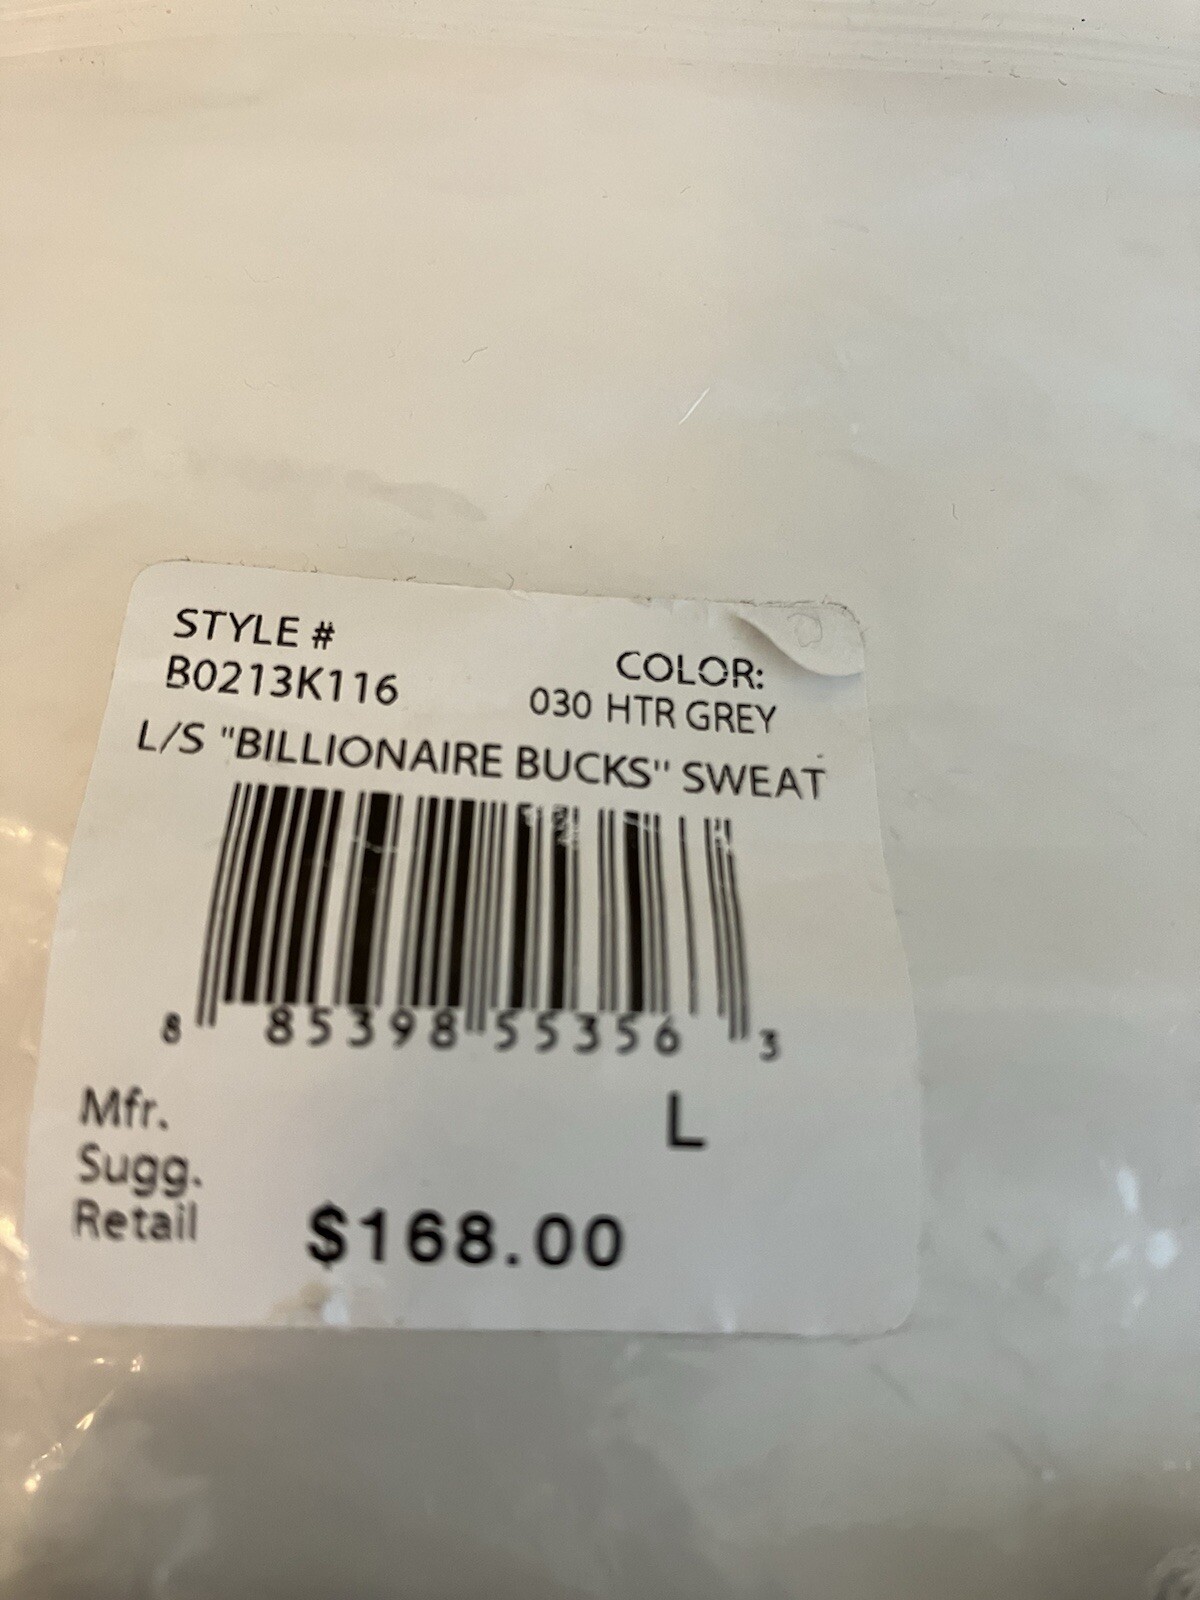 STYLE #
B0213K116
COLOR:
030 HTR GREY
L/S "BILLIONAIRE BUCKS" SWEAT
8 85398 55356 3
L
Mfr.
Sugg.
Retail
$168.00